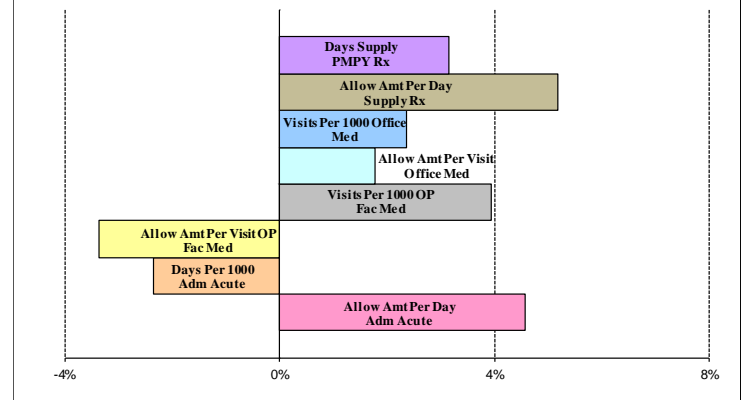 Days Supply
PMPY Rx
Allow Amt Per Day
Supply Rx
Visits Per 1000 Office
Med
Allow Amt Per Visit
Office Med
Visits Per 1000 OP
Fac Med
Allow Amt Per Visit OP
Fac Med
Days Per 1000
Adm Acute
Allow Amt Per Day
Adm Acute
-4% 0% 4% 8%